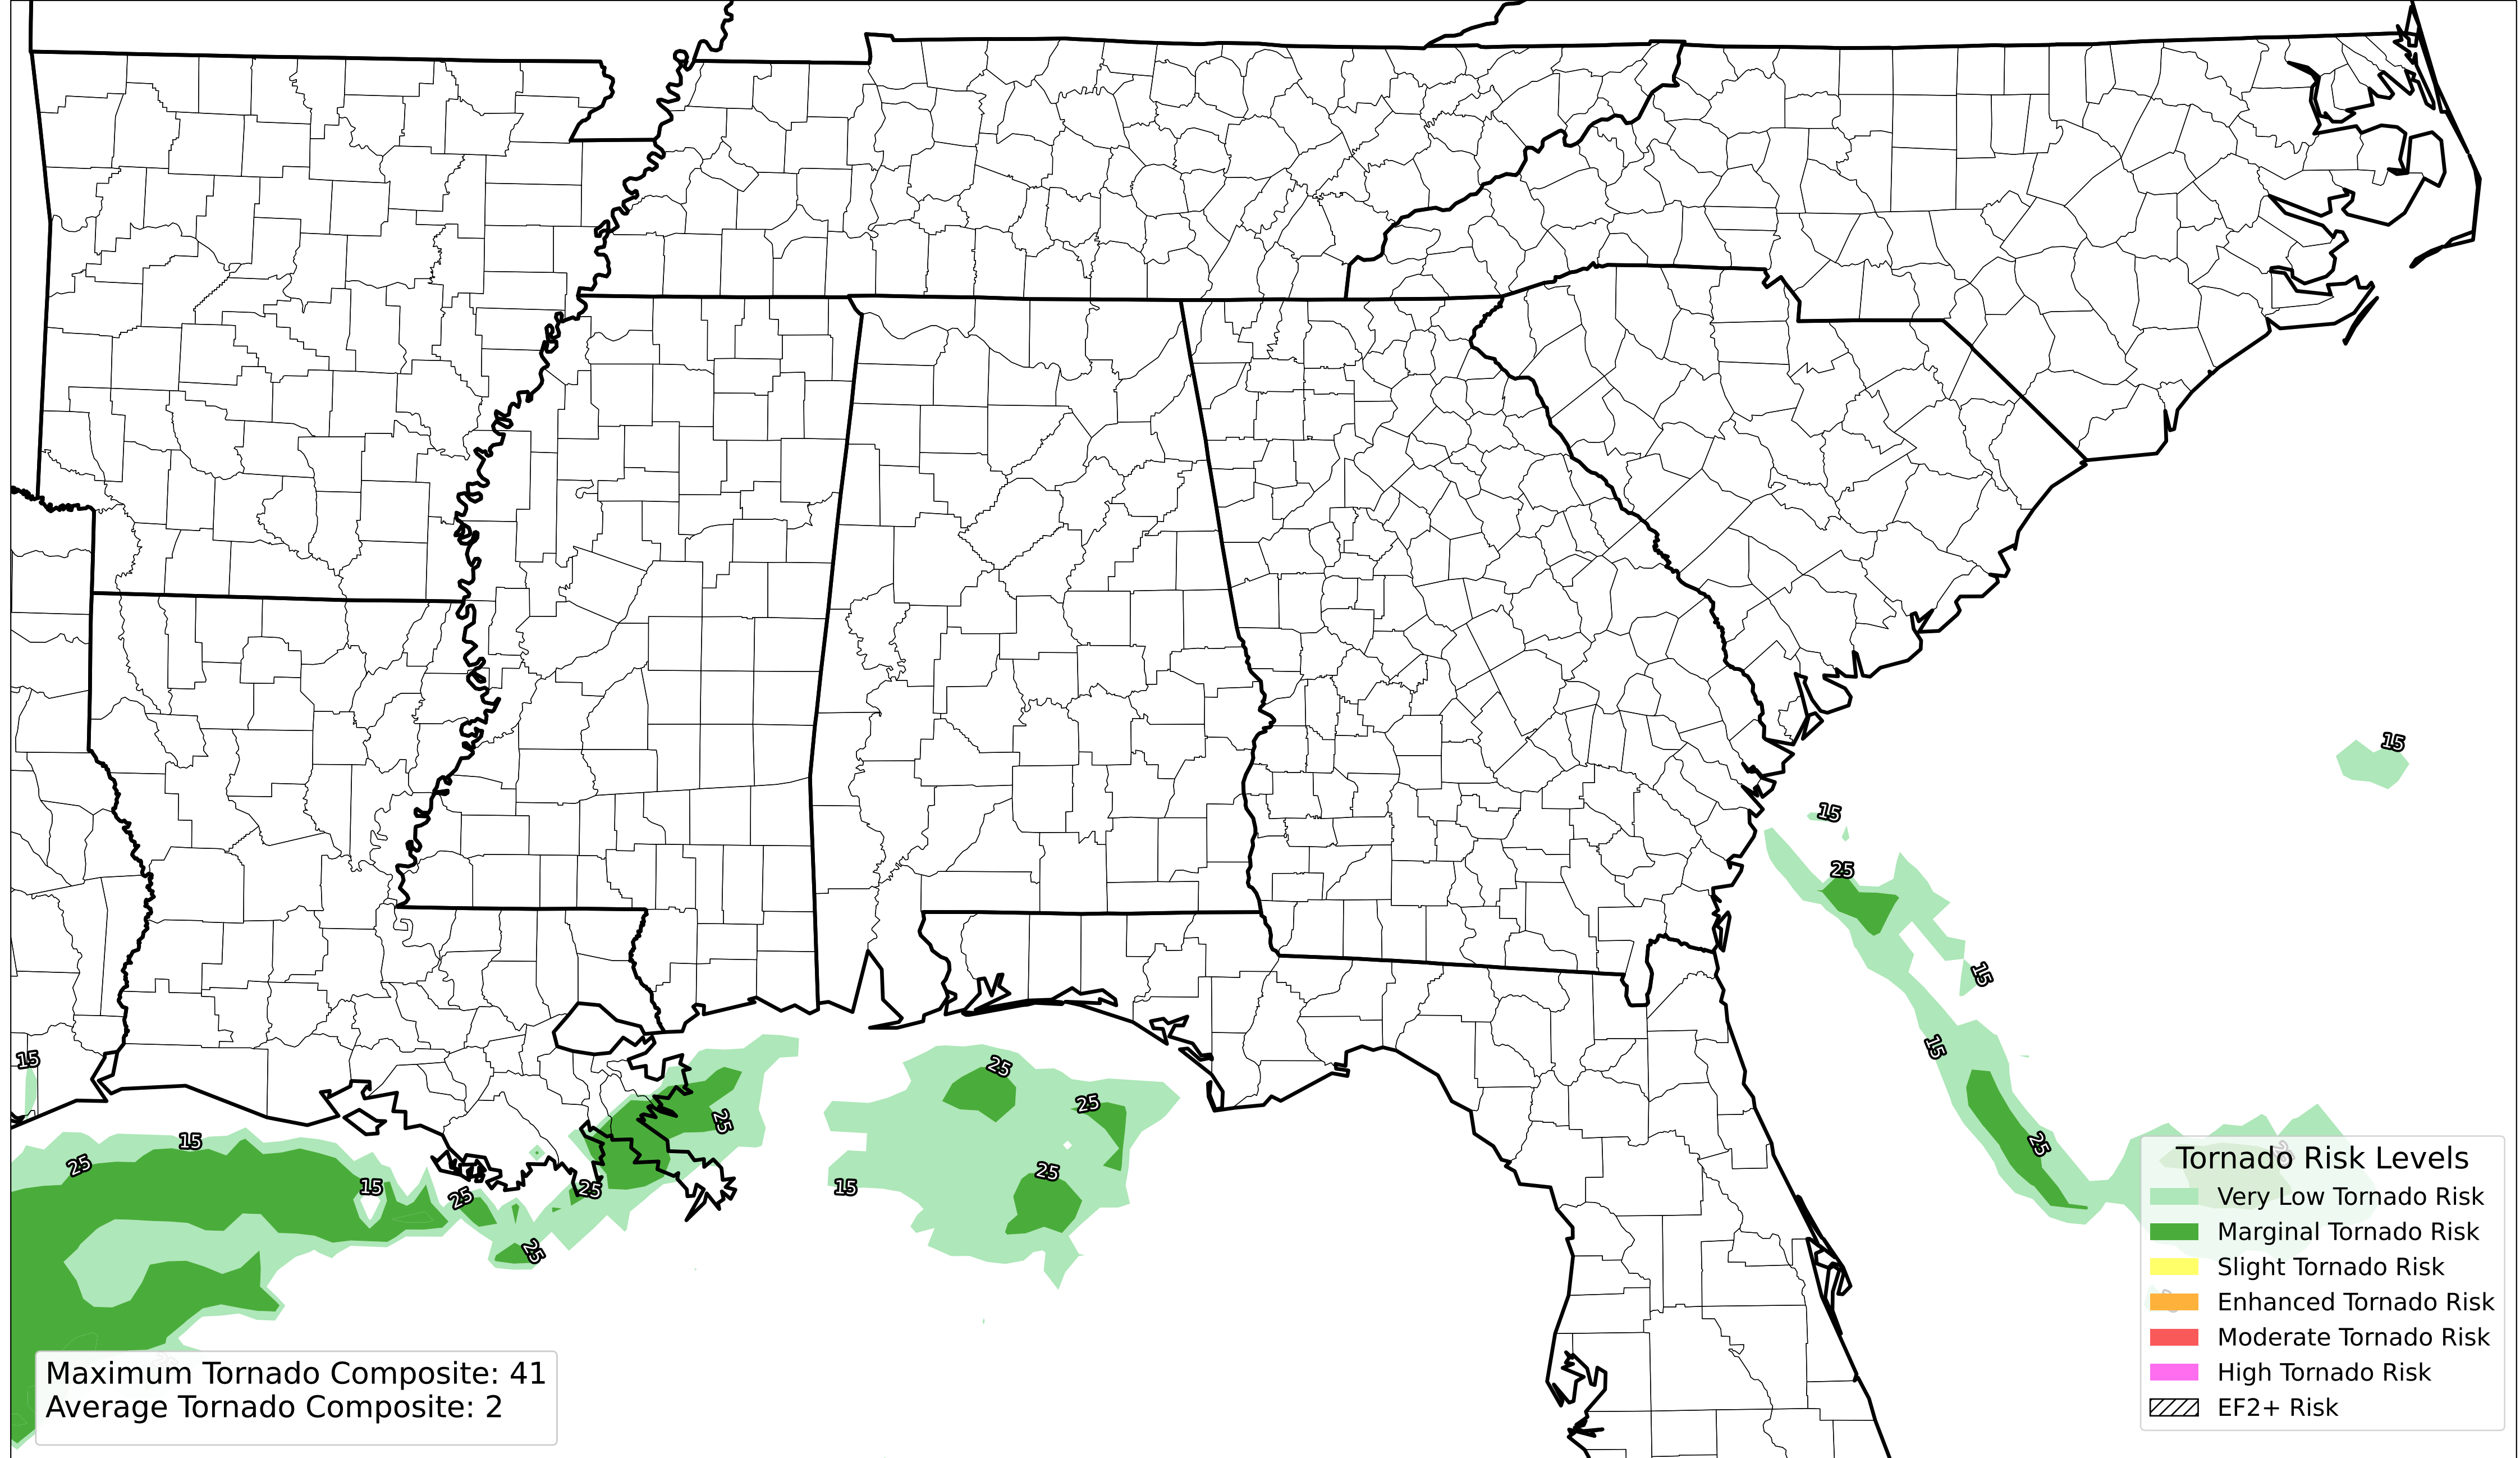 15
15
25
15
15
25
15
25
25
25
15
25
15
25
25
15
25
25
25
Tornado Risk Levels
Very Low Tornado Risk
Marginal Tornado Risk
Slight Tornado Risk
Enhanced Tornado Risk
Moderate Tornado Risk
High Tornado Risk
EF2+ Risk
Maximum Tornado Composite: 41
Average Tornado Composite: 2